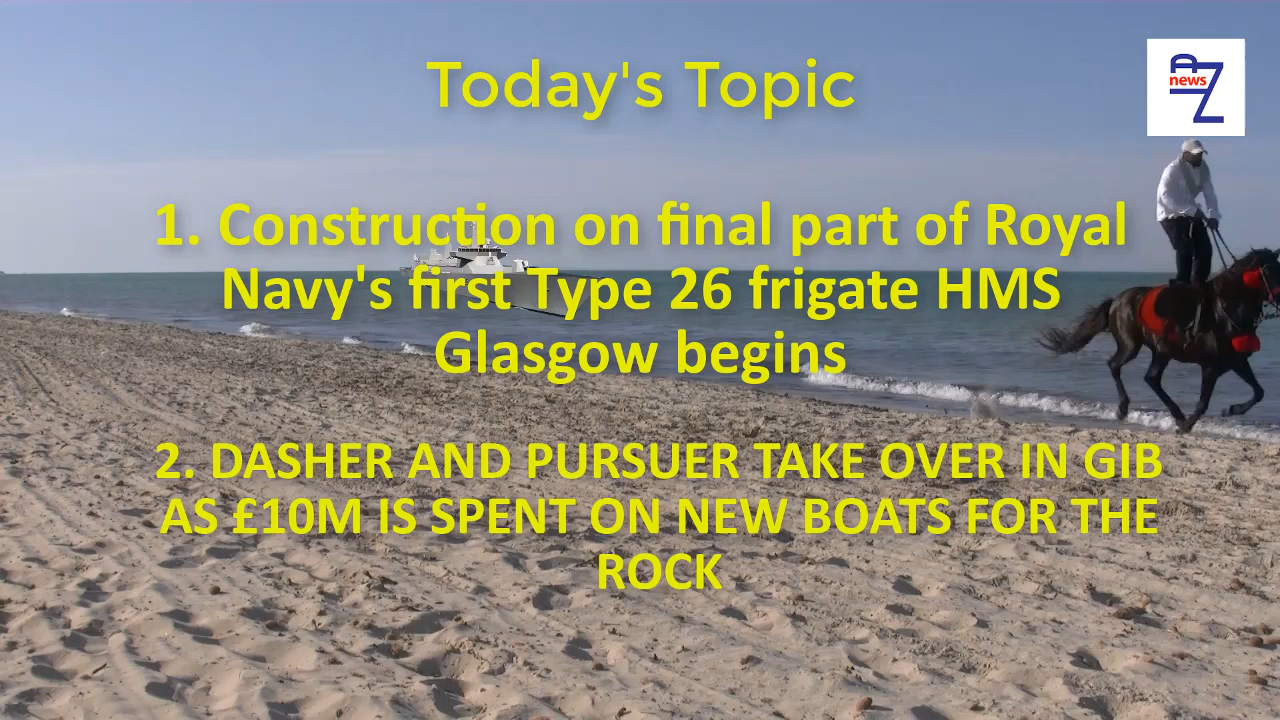 Today's Topic
A
news
Z
1. Construction on final part of Royal
Navy's first Type 26 frigate HMS
Glasgow begins
2. DASHER AND PURSUER TAKE OVER IN GIB
AS £10M IS SPENT ON NEW BOATS FOR THE
ROCK